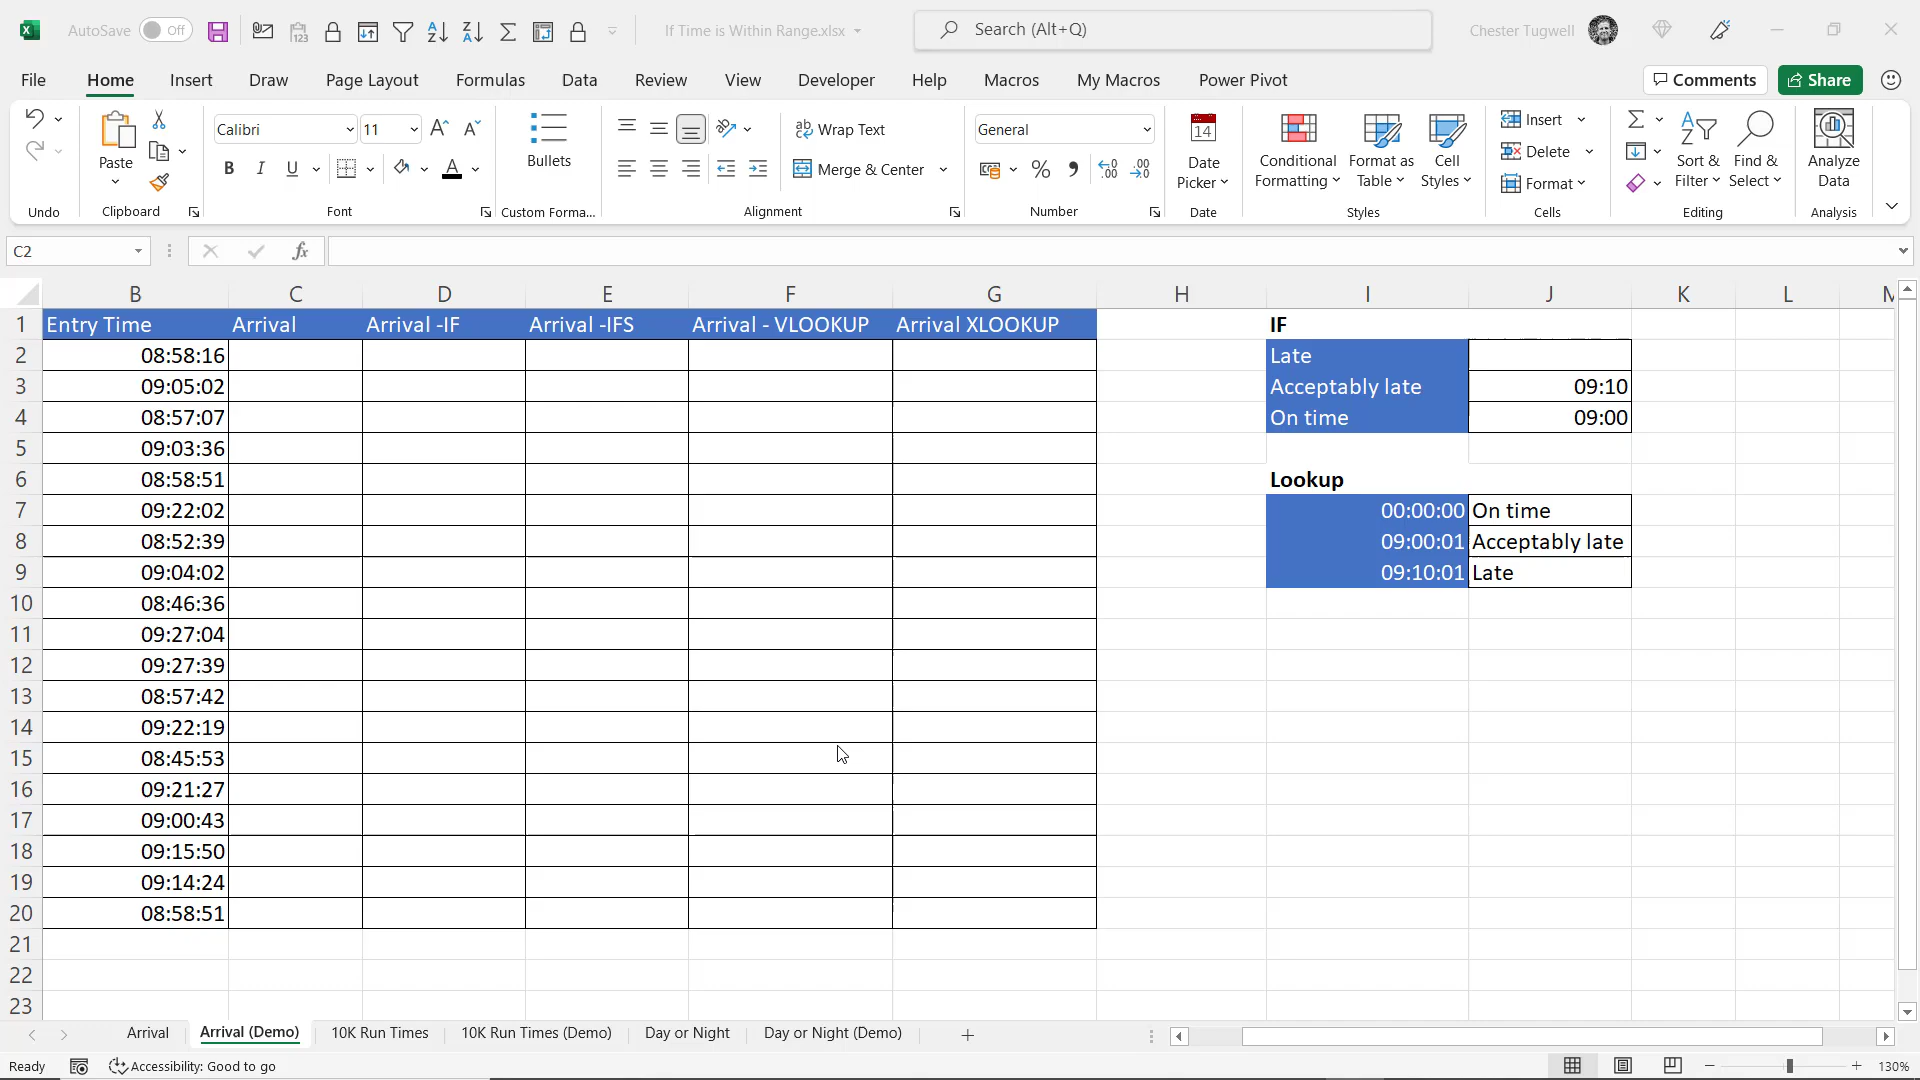 AutoSave Off If Time is Within Range.xlsx Search (Alt+Q) Chester Tugwell
File Home Insert Draw Page Layout Formulas Data Review View Developer Help Macros My Macros Power Pivot Comments Share
Calibri 11 Wrap Text General 14 Insert
Paste Bullets Merge & Center Date Picker Conditional Formatting Format as Table Cell Styles Delete Sort & Filter Find & Select Analyze Data
B I U A Format
Undo Clipboard Font Custom Forma... Alignment Number Date Styles Cells Editing Analysis
C2 fx
B C D E F G H I J K L M
1 Entry Time Arrival Arrival -IF Arrival -IFS Arrival - VLOOKUP Arrival XLOOKUP IF
2 08:58:16 Late
3 09:05:02 Acceptably late 09:10
4 08:57:07 On time 09:00
5 09:03:36
6 08:58:51 Lookup
7 09:22:02 00:00:00 On time
8 08:52:39 09:00:01 Acceptably late
9 09:04:02 09:10:01 Late
10 08:46:36
11 09:27:04
12 09:27:39
13 08:57:42
14 09:22:19
15 08:45:53
16 09:21:27
17 09:00:43
18 09:15:50
19 09:14:24
20 08:58:51
21
22
23
Arrival Arrival (Demo) 10K Run Times 10K Run Times (Demo) Day or Night Day or Night (Demo)
Ready Accessibility: Good to go 130%